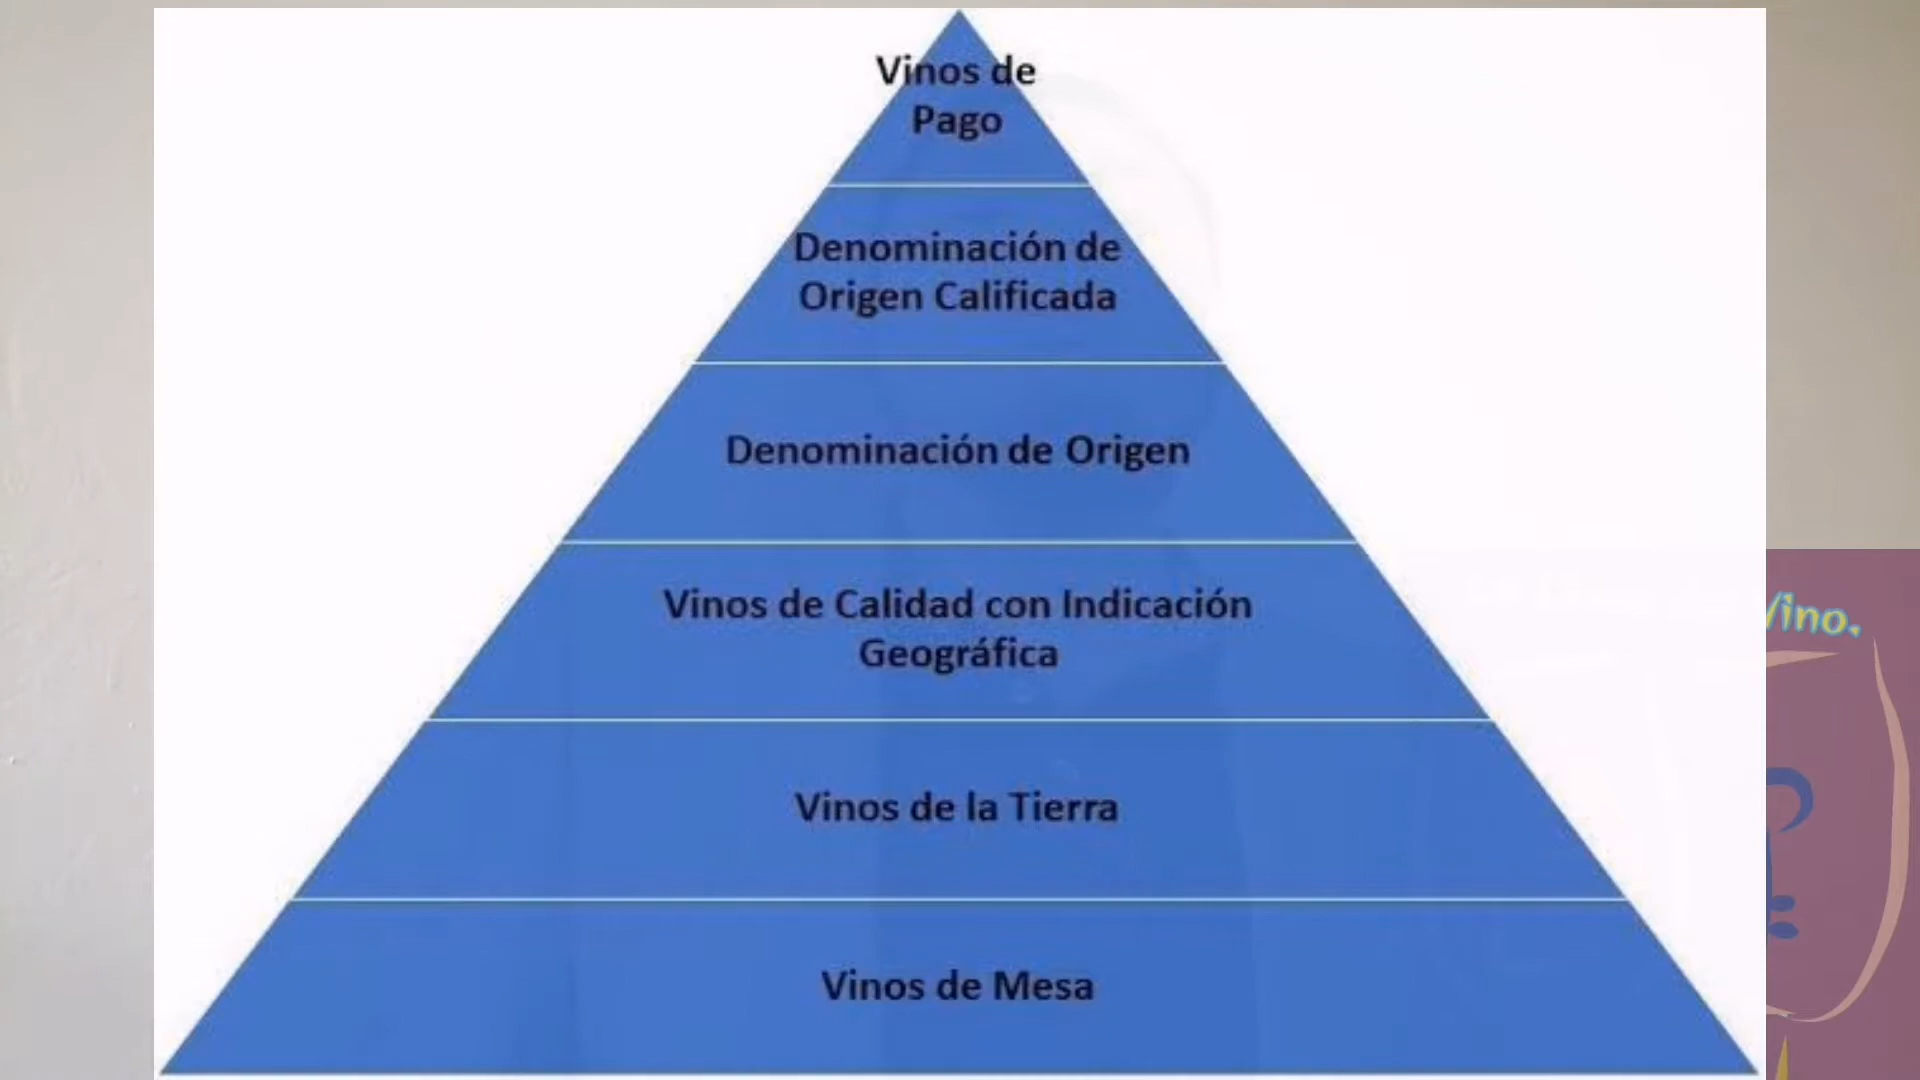 Vinos de
Pago
Denominación de
Origen Calificada
Denominación de Origen
Vinos de Calidad con Indicación
Geográfica
Vinos de la Tierra
Vinos de Mesa
Vino.